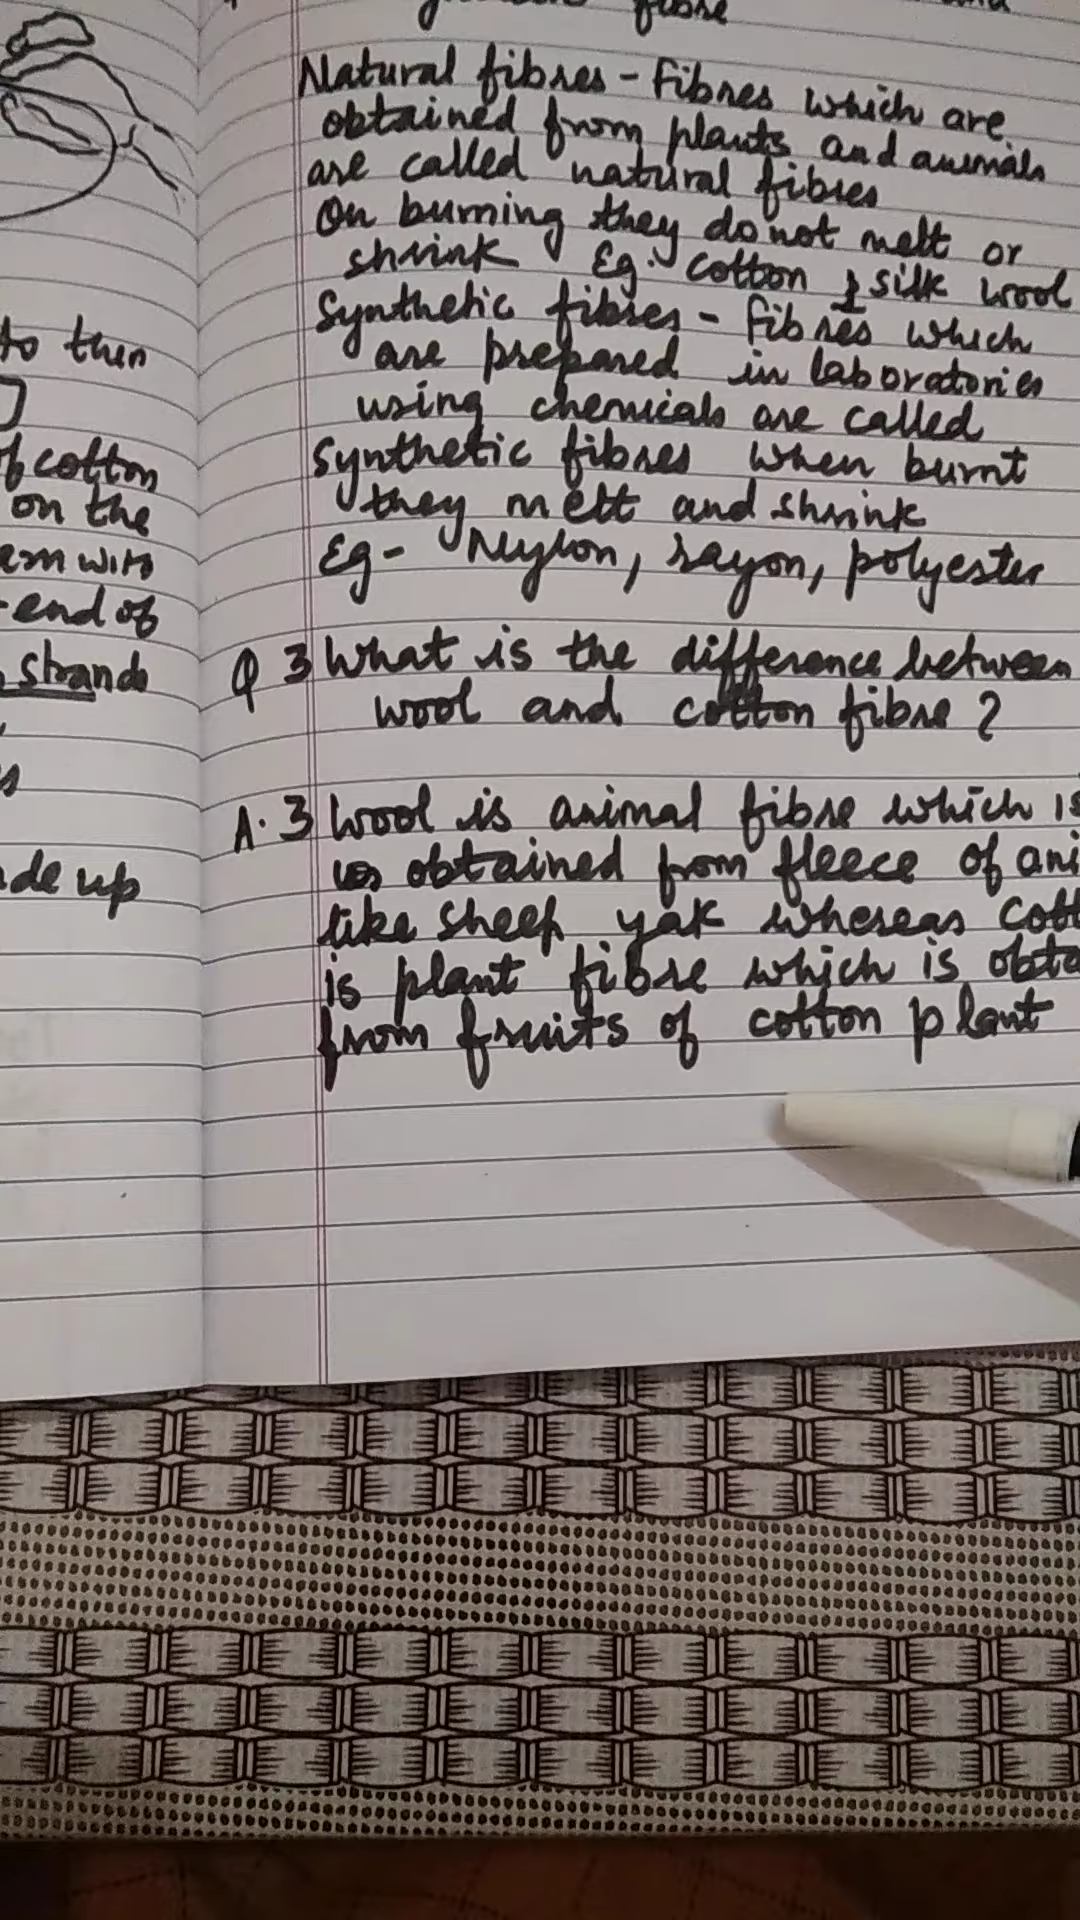 fibre
Natural fibres - fibres which are
obtained from plants and animals
are called natural fibres
On burning they do not melt or
shrink Eg. cotton, silk wool
Synthetic fibres - fibres which
are prepared in laboratories
using chemicals are called
Synthetic fibres when burnt
they melt and shrink
Eg - Neylon, rayon, polyester
Q 3 What is the difference between
wool and cotton fibre ?
A. 3 Wool is animal fibre which is
is obtained from fleece of ani
like sheep yak whereas cott
is plant fibre which is obta
from fruits of cotton plant
to then
of cotton
on the
with
end of
strands
de up